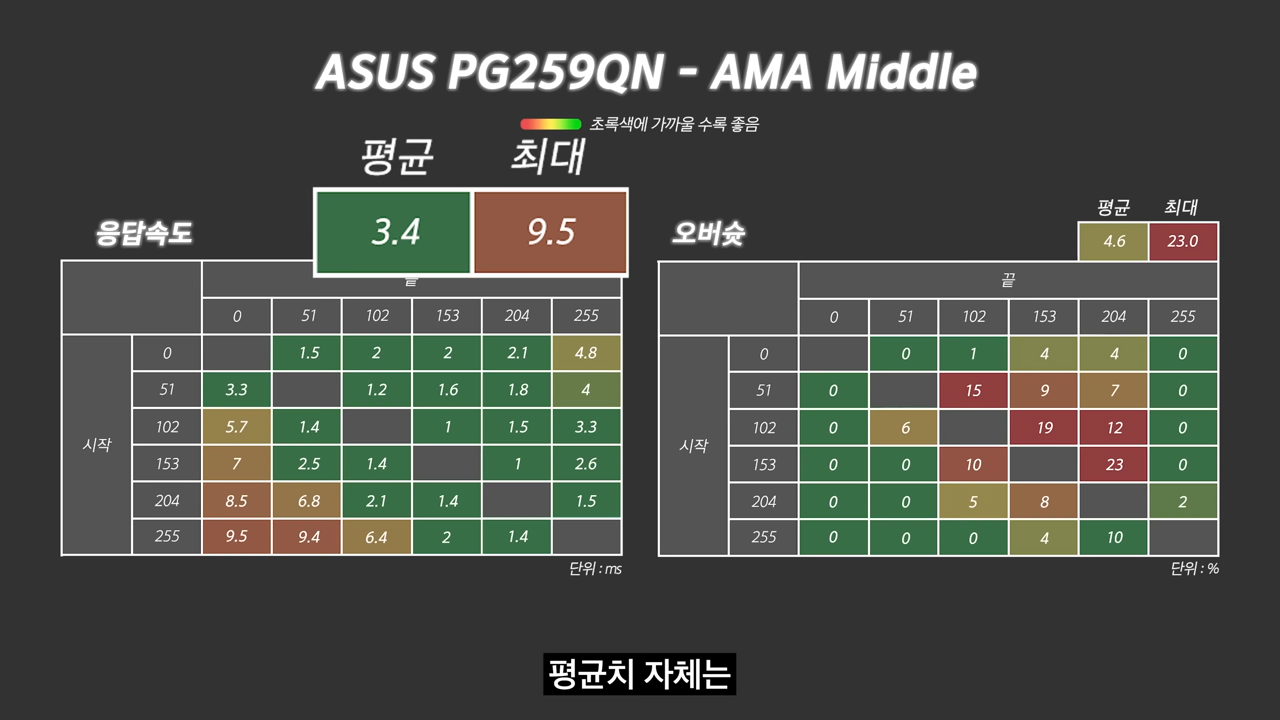 ASUS PG259QN - AMA Middle
초록색에 가까울 수록 좋음
평균 최대
3.4 9.5
응답속도
끝
0 51 102 153 204 255
시작
0 1.5 2 2 2.1 4.8
51 3.3 1.2 1.6 1.8 4
102 5.7 1.4 1 1.5 3.3
153 7 2.5 1.4 1 2.6
204 8.5 6.8 2.1 1.4 1.5
255 9.5 9.4 6.4 2 1.4
단위 : ms
오버슛
평균 최대
4.6 23.0
끝
0 51 102 153 204 255
시작
0 0 1 4 4 0
51 0 15 9 7 0
102 0 6 19 12 0
153 0 0 10 23 0
204 0 0 5 8 2
255 0 0 0 4 10
단위 : %
평균치 자체는